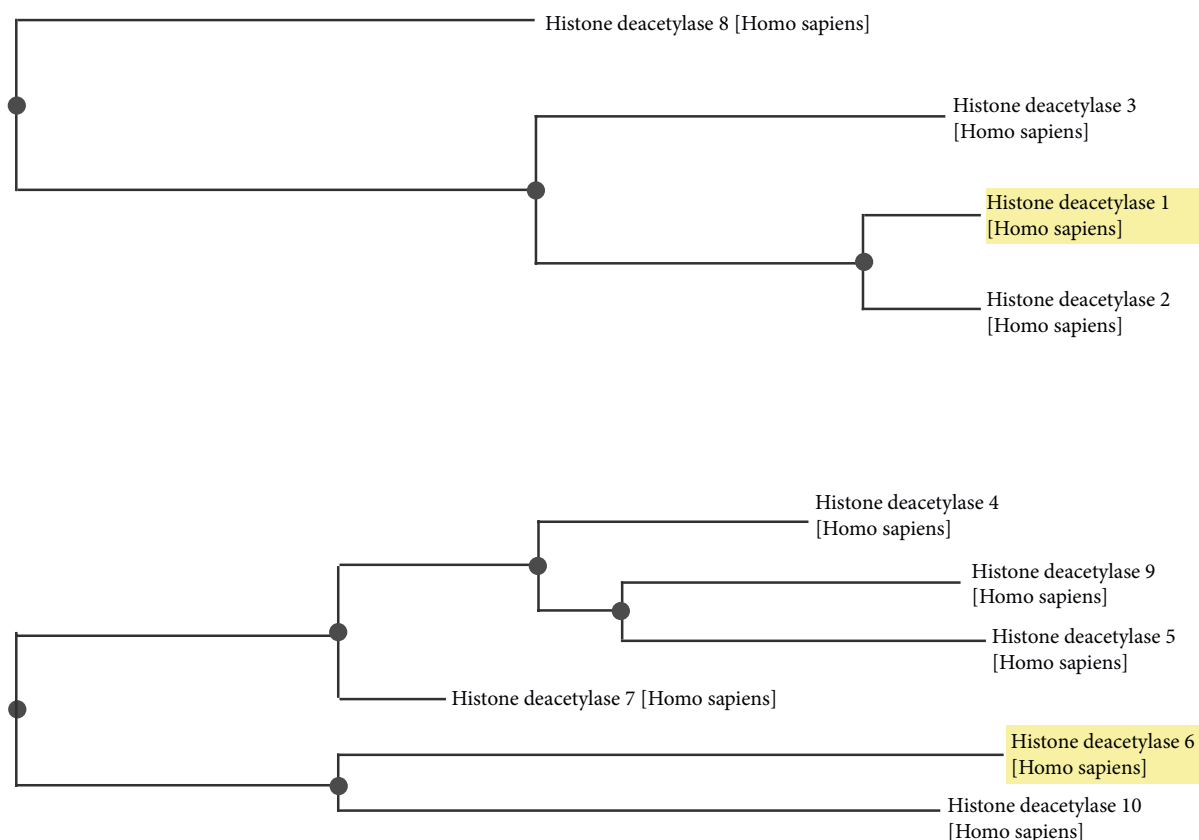 Histone deacetylase 8 [Homo sapiens]
Histone deacetylase 3
[Homo sapiens]
Histone deacetylase 1
[Homo sapiens]
Histone deacetylase 2
[Homo sapiens]
Histone deacetylase 4
[Homo sapiens]
Histone deacetylase 9
[Homo sapiens]
Histone deacetylase 5
[Homo sapiens]
Histone deacetylase 7 [Homo sapiens]
Histone deacetylase 6
[Homo sapiens]
Histone deacetylase 10
[Homo sapiens]